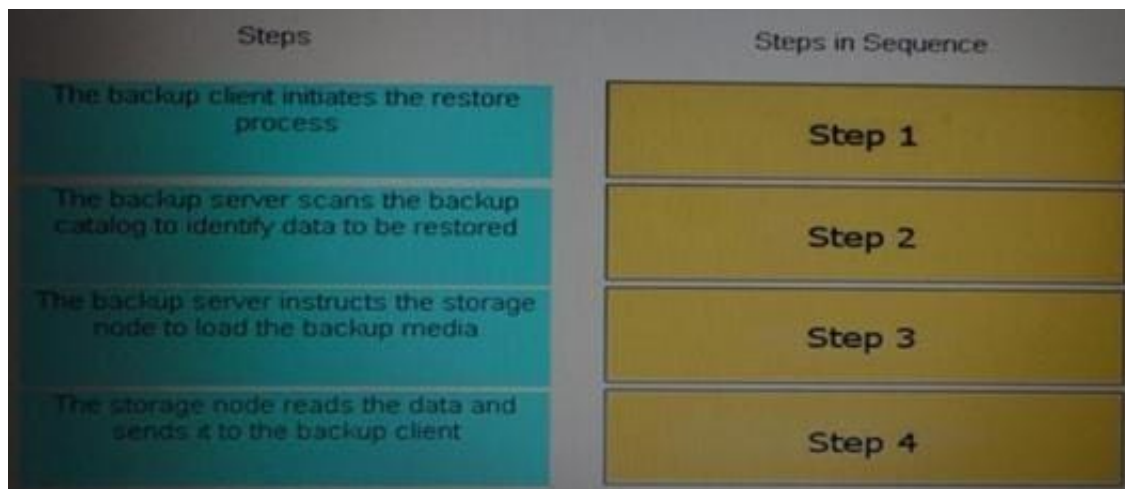 Steps
Steps in Sequence
The backup client initiates the restore
process
Step 1
The backup server scans the backup
catalog to identify data to be restored
Step 2
The backup server instructs the storage
node to load the backup media
Step 3
The storage node reads the data and
sends it to the backup client
Step 4